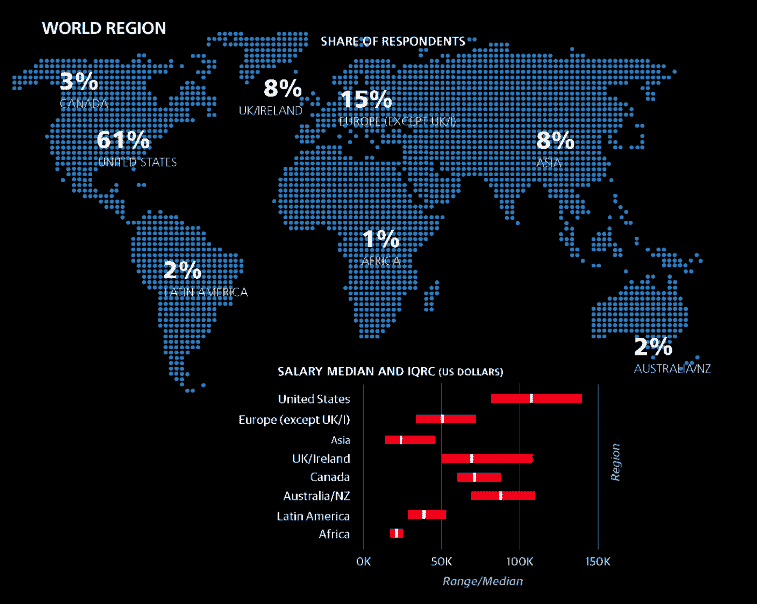 WORLD REGION
SHARE OF RESPONDENTS
3%
CANADA
8%
UK/IRELAND
15%
EUROPE (EXCEPT UK/I)
61%
UNITED STATES
8%
ASIA
1%
AFRICA
2%
LATIN AMERICA
2%
AUSTRALIA/NZ
SALARY MEDIAN AND IQRC (US DOLLARS)
United States
Europe (except UK/I)
Asia
UK/Ireland
Canada
Australia/NZ
Latin America
Africa
Region
0K 50K 100K 150K
Range/Median